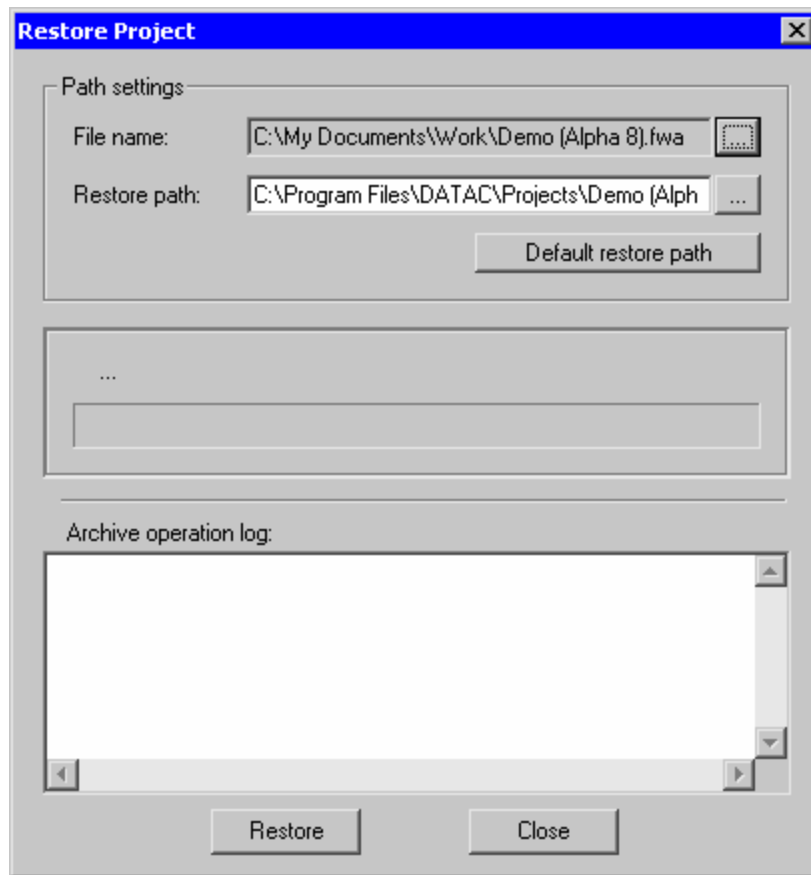 Restore Project
Path settings
File name: C:\My Documents\Work\Demo (Alpha 8).fwa ...
Restore path: C:\Program Files\DATAC\Projects\Demo (Alph ...
Default restore path
...
Archive operation log:
Restore Close